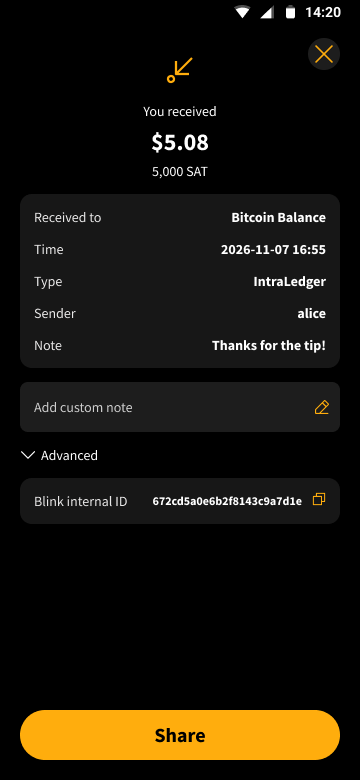 14:20
You received
$5.08
5,000 SAT
Received to Bitcoin Balance
Time 2026-11-07 16:55
Type IntraLedger
Sender alice
Note Thanks for the tip!
Add custom note
Advanced
Blink internal ID 672cd5a0e6b2f8143c9a7d1e
Share